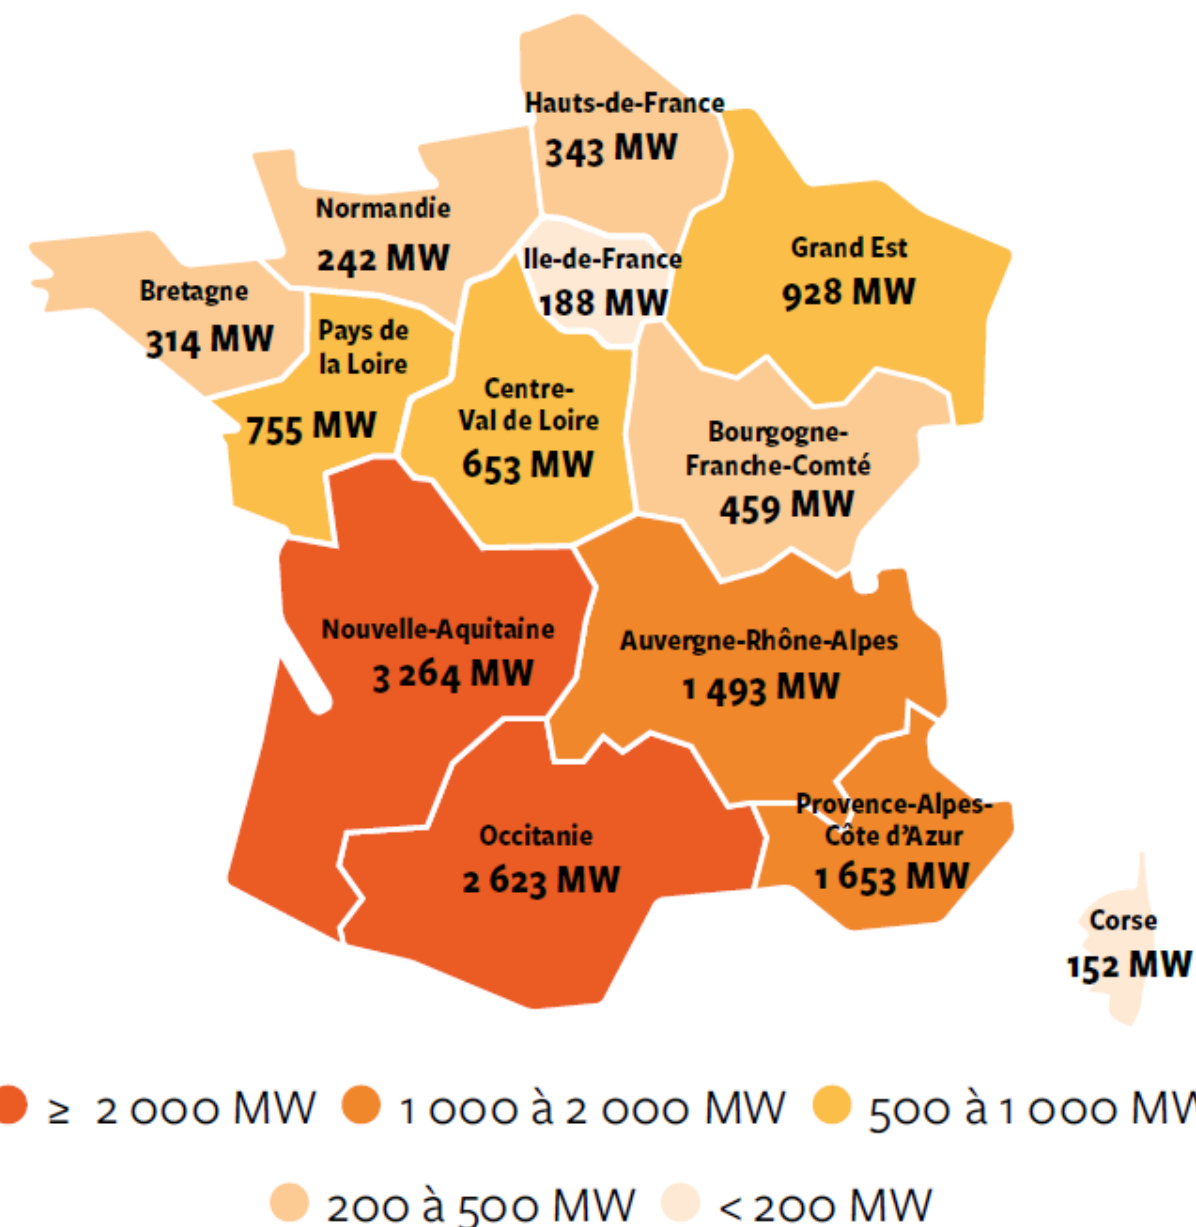 Hauts-de-France
343 MW
Normandie
242 MW
Ile-de-France
188 MW
Grand Est
928 MW
Bretagne
314 MW
Pays de
la Loire
755 MW
Centre-
Val de Loire
653 MW
Bourgogne-
Franche-Comté
459 MW
Nouvelle-Aquitaine
3 264 MW
Auvergne-Rhône-Alpes
1 493 MW
Occitanie
2 623 MW
Provence-Alpes-
Côte d’Azur
1 653 MW
Corse
152 MW
≥ 2 000 MW 1 000 à 2 000 MW 500 à 1 000 MW
200 à 500 MW < 200 MW